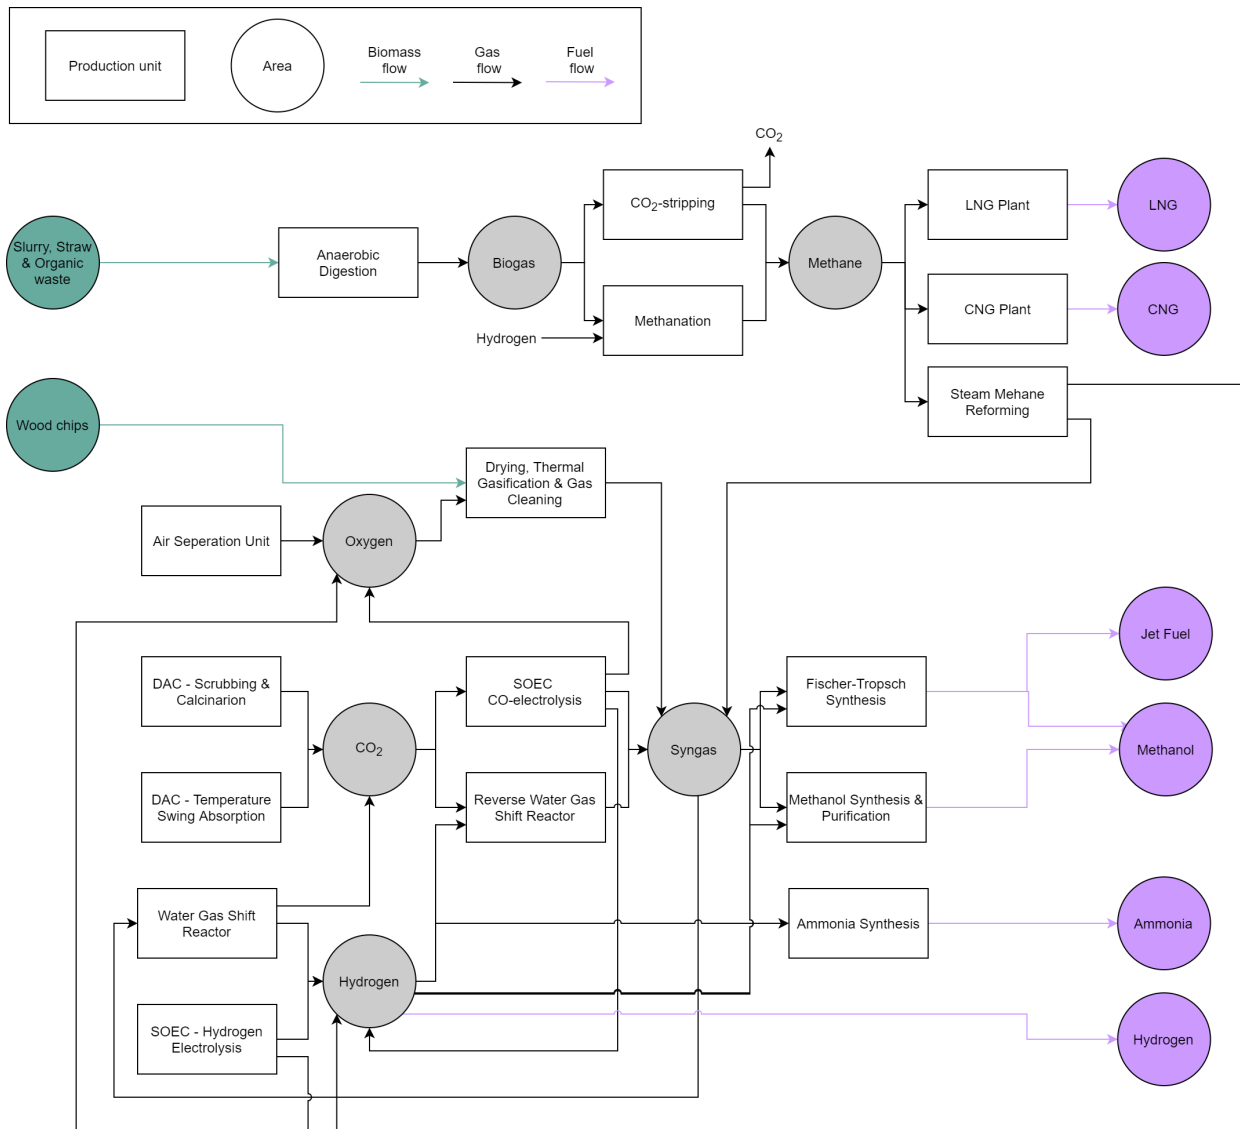 Production unit
Area
Biomass
flow
Gas
flow
Fuel
flow
CO2
Slurry, Straw
& Organic
waste
Anaerobic
Digestion
Biogas
CO2-stripping
Methanation
Hydrogen
Methane
LNG Plant
LNG
CNG Plant
CNG
Steam Mehane
Reforming
Wood chips
Drying, Thermal
Gasification & Gas
Cleaning
Air Seperation Unit
Oxygen
DAC - Scrubbing &
Calcinarion
DAC - Temperature
Swing Absorption
CO2
SOEC
CO-electrolysis
Reverse Water Gas
Shift Reactor
Syngas
Fischer-Tropsch
Synthesis
Methanol Synthesis &
Purification
Jet Fuel
Methanol
Water Gas Shift
Reactor
SOEC - Hydrogen
Electrolysis
Hydrogen
Ammonia Synthesis
Ammonia
Hydrogen